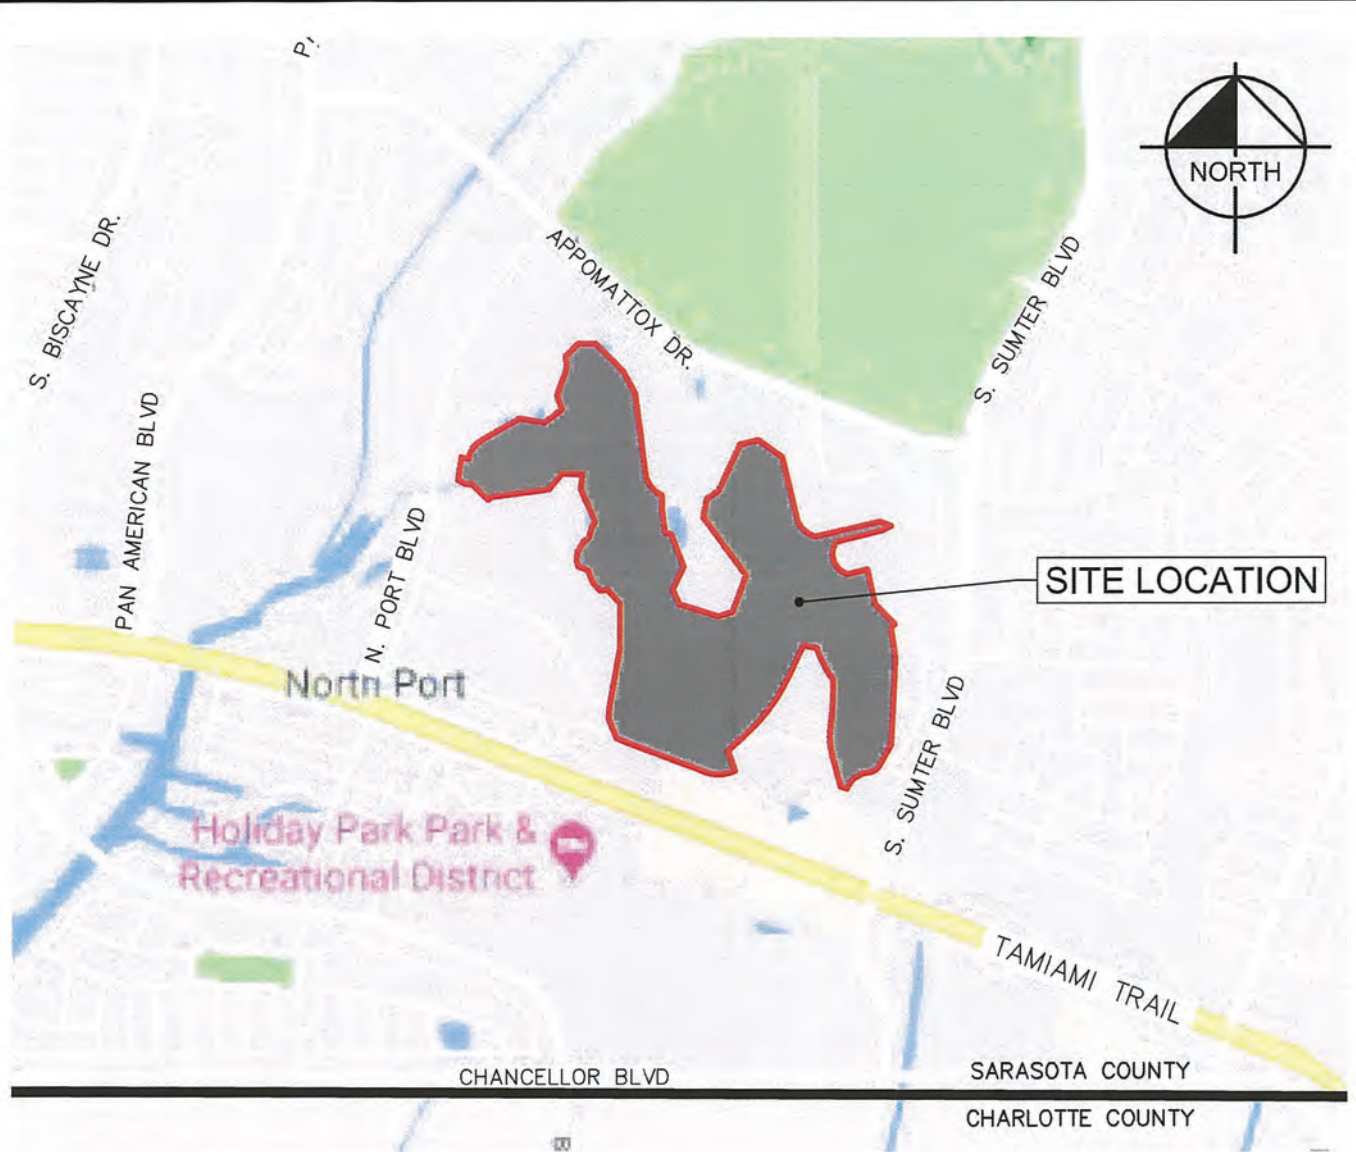 NORTH
S. BISCAYNE DR.
APPOMATTOX DR.
S. SUMTER BLVD
PAN AMERICAN BLVD
N. PORT BLVD
SITE LOCATION
North Port
S. SUMTER BLVD
Holiday Park Park &
Recreational District
TAMIAMI TRAIL
CHANCELLOR BLVD
SARASOTA COUNTY
CHARLOTTE COUNTY